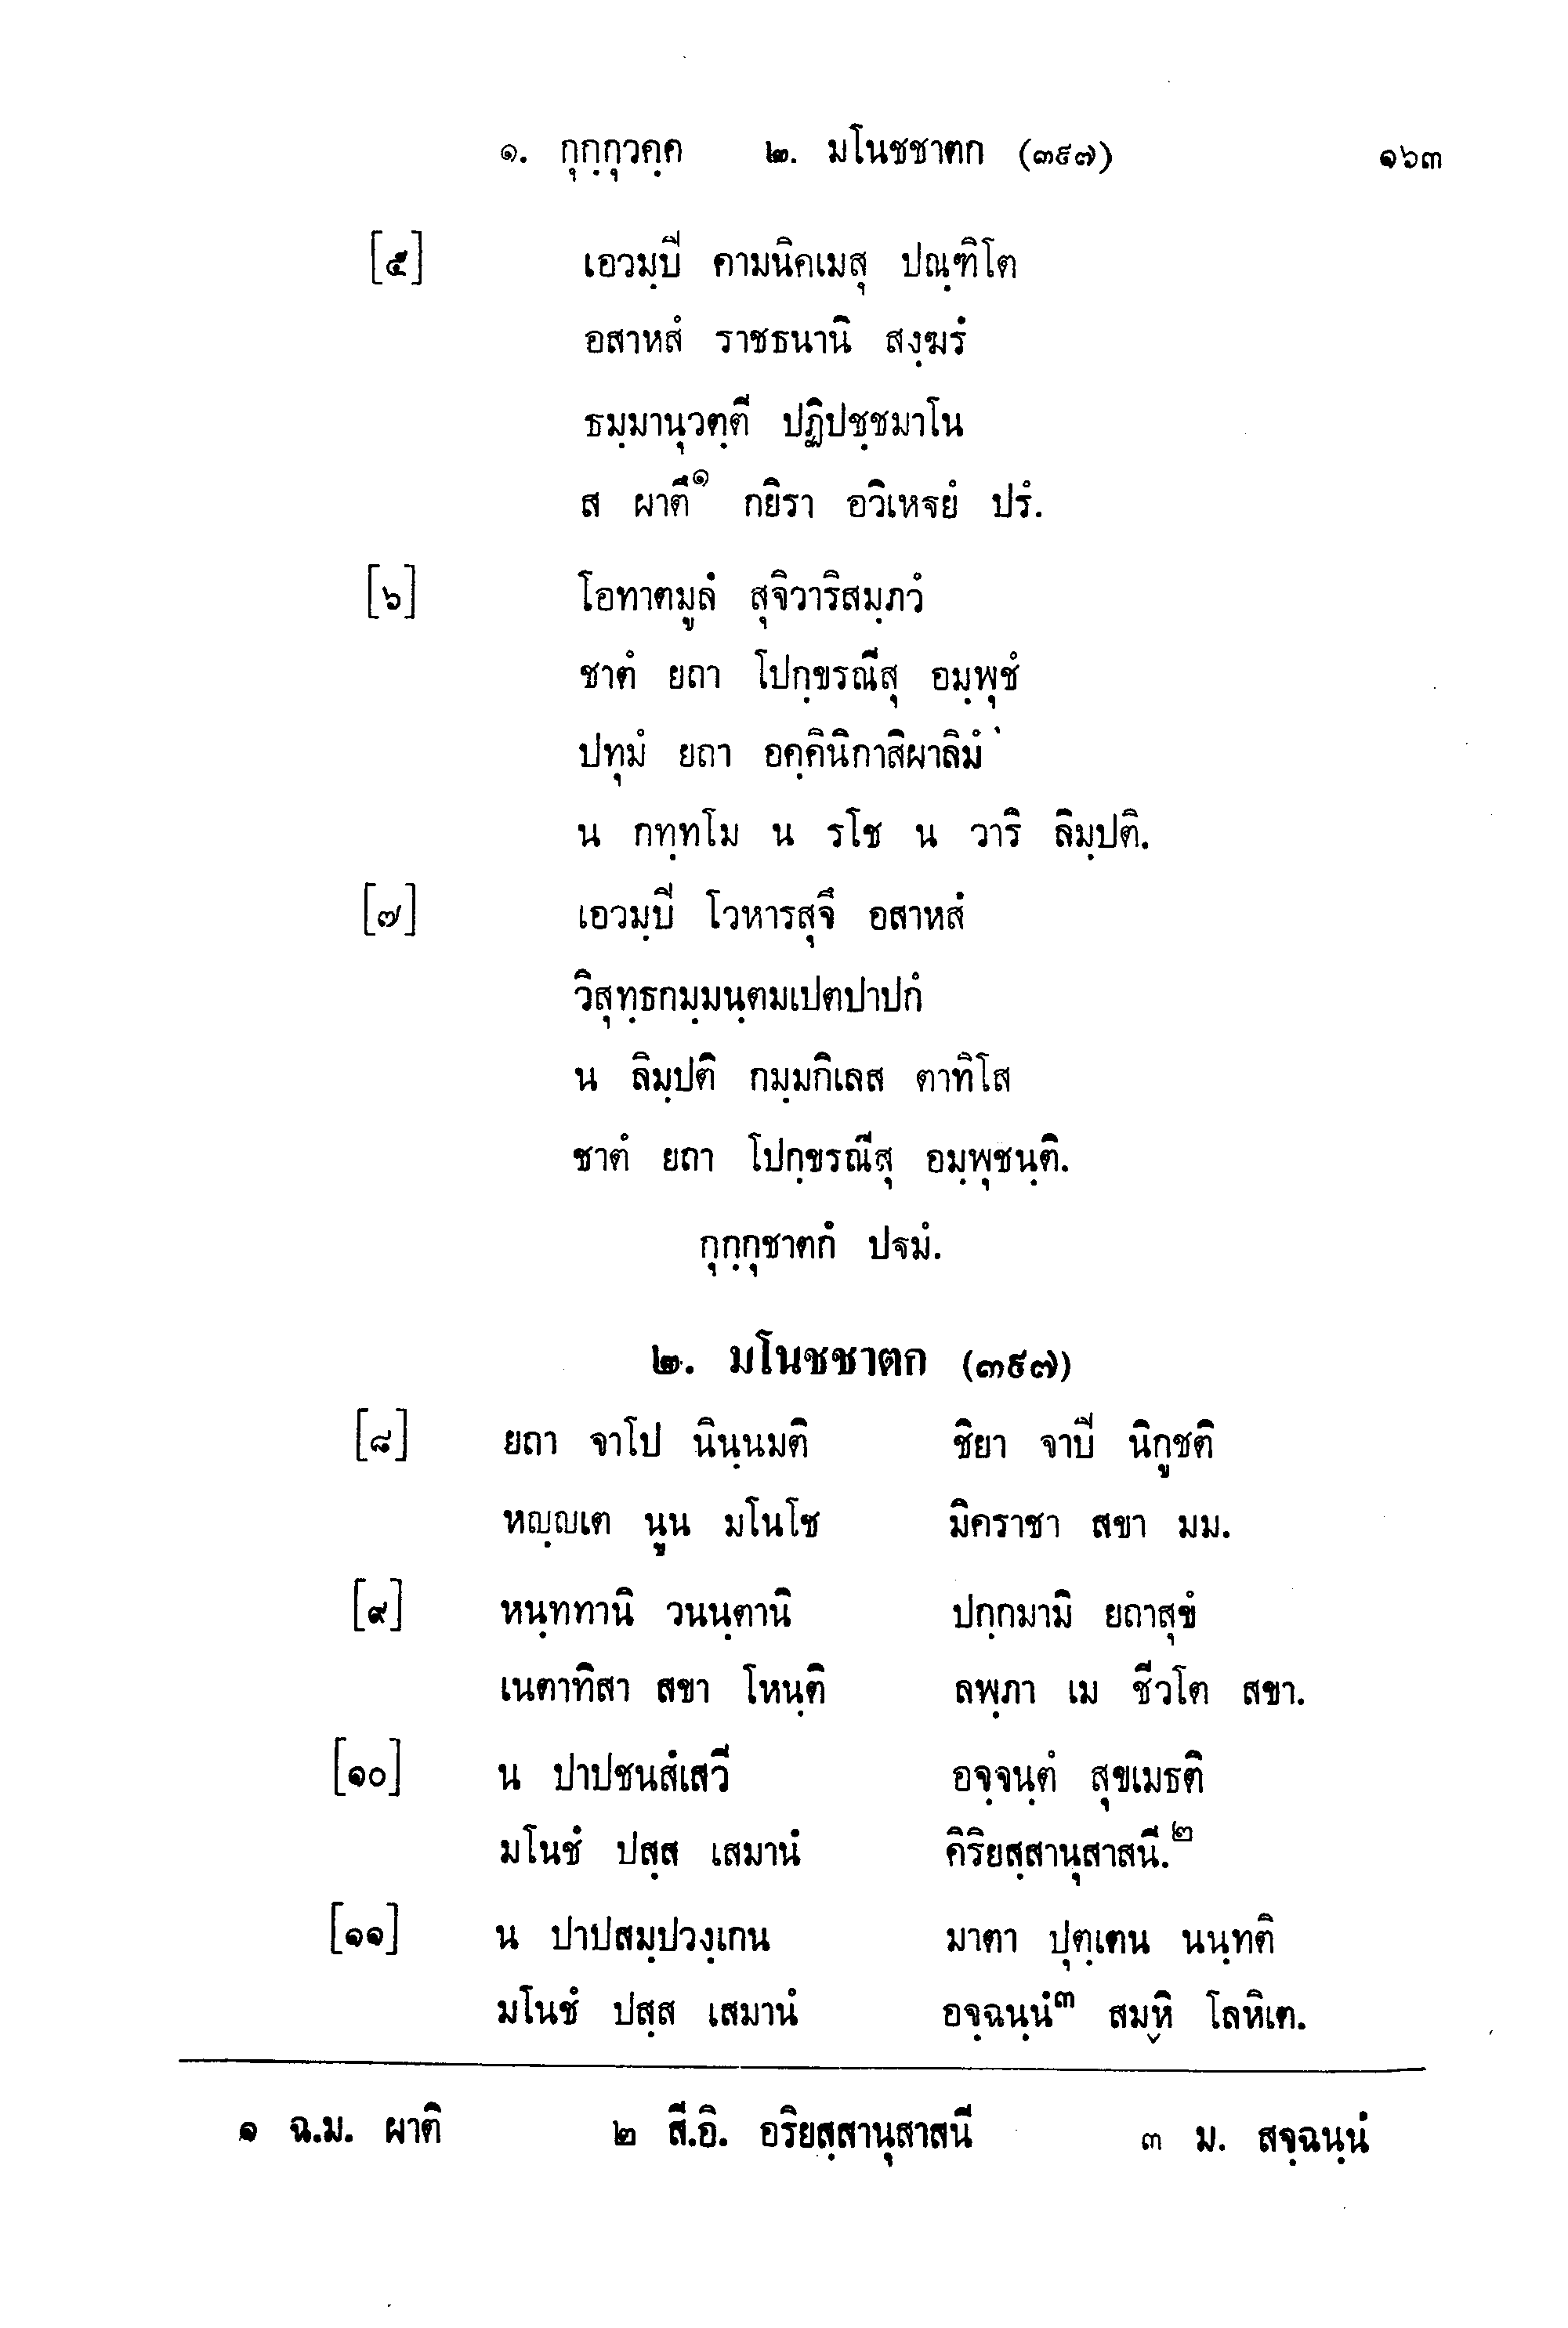 ๑. กุกฺกุวคฺค ๒. มโนชชาตก (๓๙๗) ๑๖๓
[๕] เอวมฺปิ คามนิคเมสุ ปณฺฑิโต
อสาหสํ ราชธนานิ สงฺฆรํ
ธมฺมานุวตฺตี ปฏิปชฺชมาโน
ส ผาตึ๑ กยิรา อวิเหฐยํ ปรํ.
[๖] โอทาตมูลํ สุจิวาริสมฺภวํ
ชาตํ ยถา โปกฺขรณีสุ อมฺพุชํ
ปทุมํ ยถา อคฺคินิกาสิผาลิมํ
น กทฺทโม น รโช น วาริ ลิมฺปติ.
[๗] เอวมฺปิ โวหารสุจึ อสาหสํ
วิสุทฺธกมฺมนฺตมเปตปาปกํ
น ลิมฺปติ กมฺมกิเลส ตาทิโส
ชาตํ ยถา โปกฺขรณีสุ อมฺพุชนฺติ.
กุกฺกุชาตกํ ปฐมํ.
๒. มโนชชาตก (๓๙๗)
[๘] ยถา จาโป นินฺนมติ ชิยา จาปิ นิกูชติ
หญฺญเต นูน มโนโช มิคราชา สขา มม.
[๙] หนฺททานิ วนนฺตานิ ปกฺกมามิ ยถาสุขํ
เนตาทิสา สขา โหนฺติ ลพฺภา เม ชีวโต สขา.
[๑๐] น ปาปชนสํเสวี อจฺจนฺตํ สุขเมธติ
มโนชํ ปสฺส เสมานํ คิริยสฺสานุสาสนี.๒
[๑๑] น ปาปสมฺปวงฺเกน มาตา ปุตฺเตน นนฺทติ
มโนชํ ปสฺส เสมานํ อจฺฉนฺนํ๓ สมฺหิ โลหิเต.
๑ ฉ.ม. ผาติ ๒ สี.อิ. อริยสฺสานุสาสนี ๓ ม. สจฺฉนฺนํ